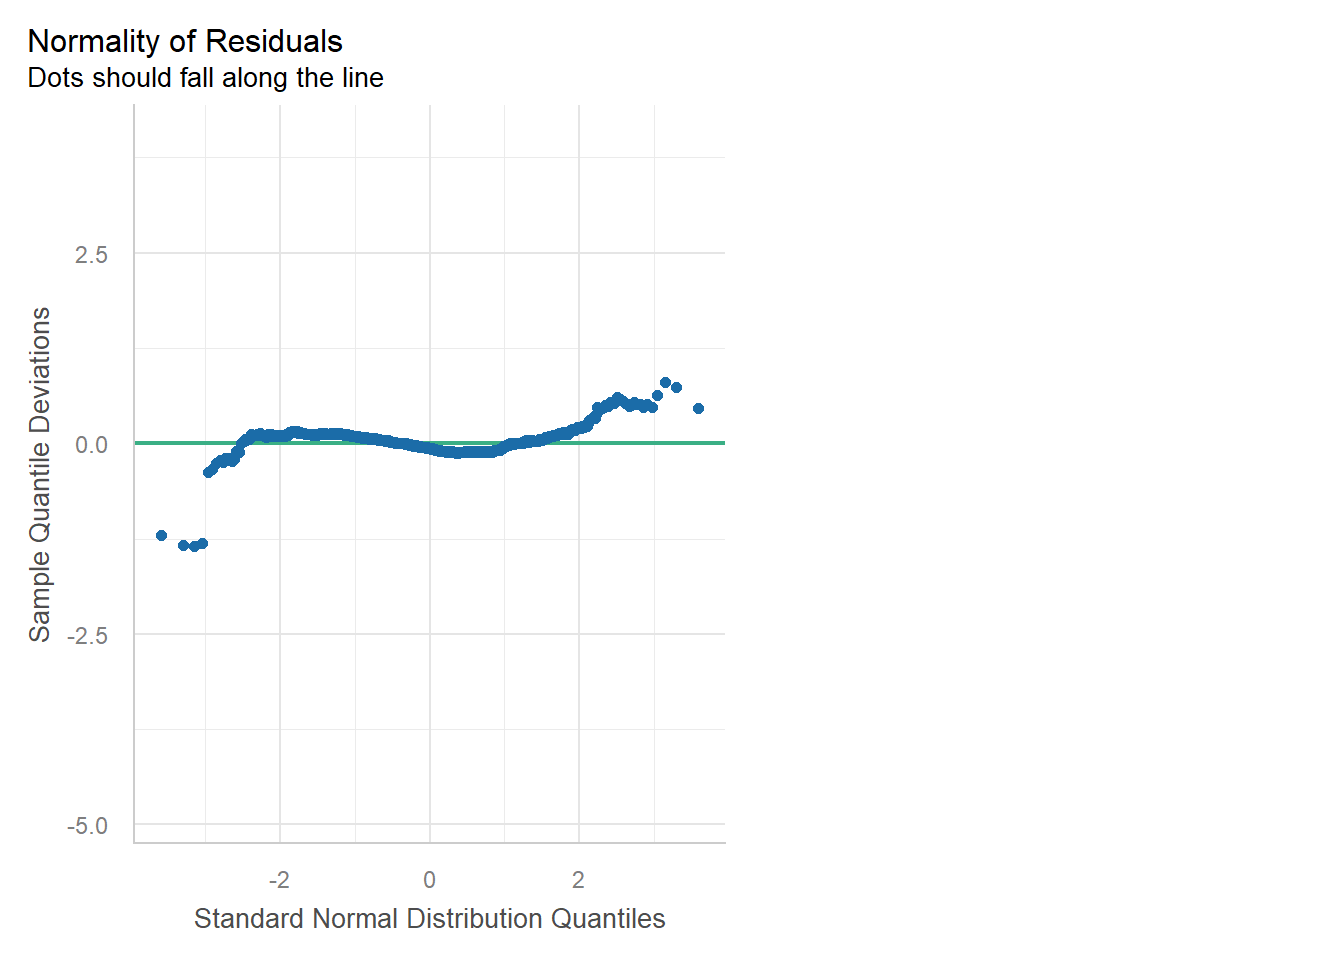 Normality of Residuals
Dots should fall along the line
Sample Quantile Deviations
2.5
0.0
-2.5
-5.0
-2
0
2
Standard Normal Distribution Quantiles